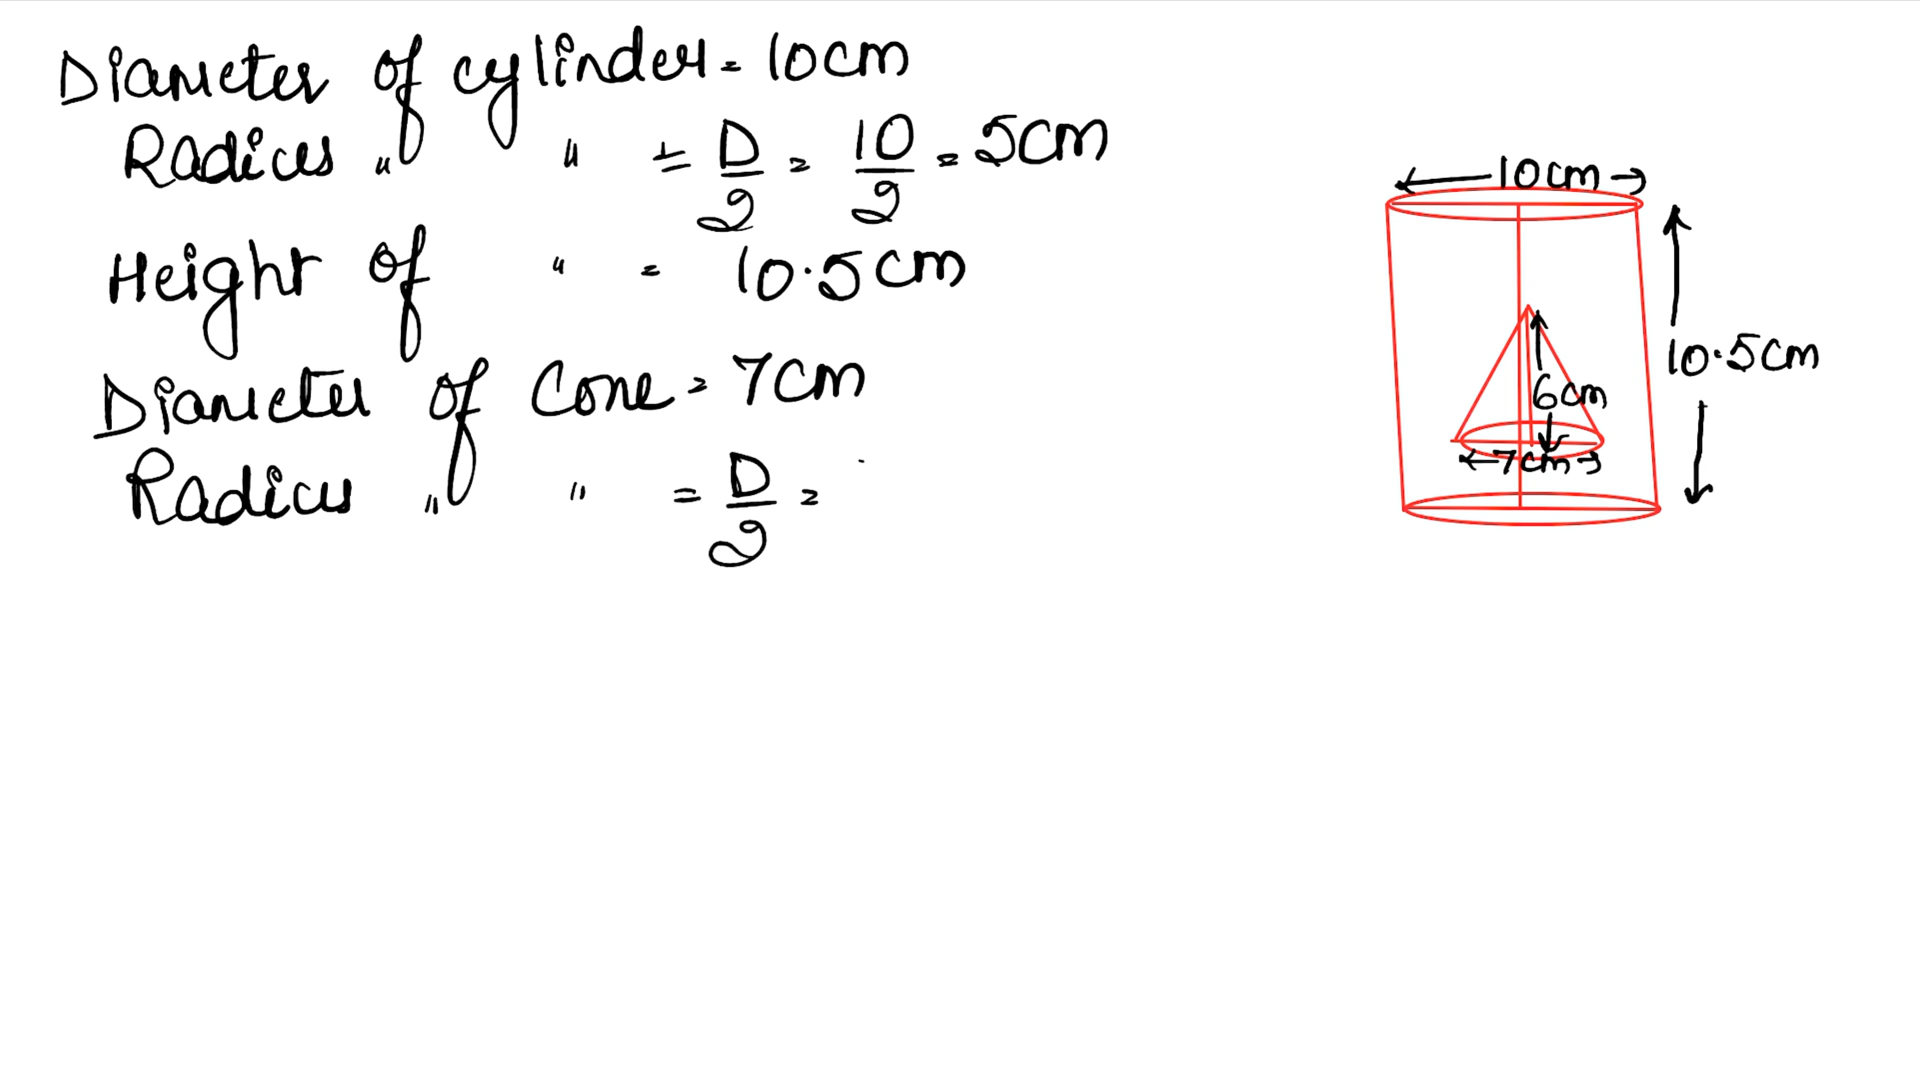 Diameter of cylinder = 10cm
Radius " " = D/2 = 10/2 = 5cm
Height of " = 10.5cm
Diameter of Cone = 7cm
Radius " " = D/2 =
10cm
10.5cm
6cm
7cm